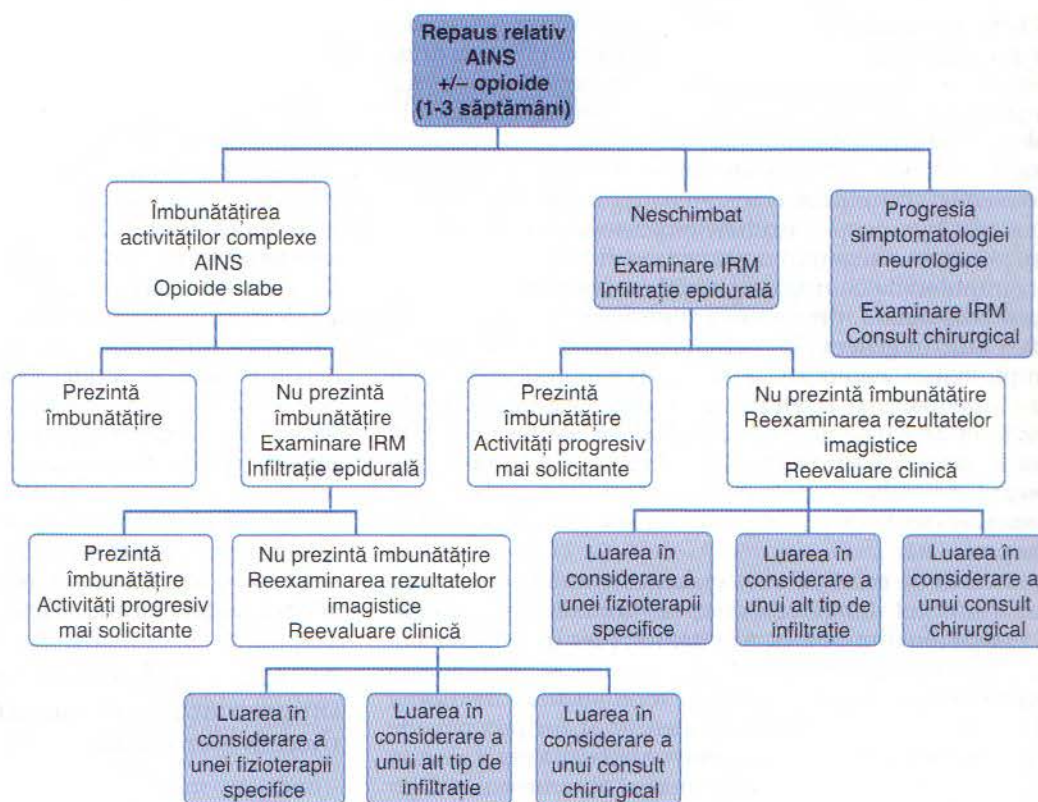 Repaus relativ
AINS
+/– opioide
(1-3 săptămâni)
Îmbunătățirea
activităților complexe
AINS
Opioide slabe
Neschimbat
Examinare IRM
Infiltrație epidurală
Progresia
simptomatologiei
neurologice
Examinare IRM
Consult chirurgical
Prezintă
îmbunătățire
Nu prezintă
îmbunătățire
Examinare IRM
Infiltrație epidurală
Prezintă
îmbunătățire
Activități progresiv
mai solicitante
Nu prezintă îmbunătățire
Reexaminarea rezultatelor
imagistice
Reevaluare clinică
Prezintă
îmbunătățire
Activități progresiv
mai solicitante
Nu prezintă îmbunătățire
Reexaminarea rezultatelor
imagistice
Reevaluare clinică
Luarea în
considerare a
unei fizioterapii
specifice
Luarea în
considerare a
unui alt tip de
infiltrație
Luarea în
considerare a
unui consult
chirurgical
Luarea în
considerare a
unei fizioterapii
specifice
Luarea în
considerare a
unui alt tip de
infiltrație
Luarea în
considerare a
unui consult
chirurgical